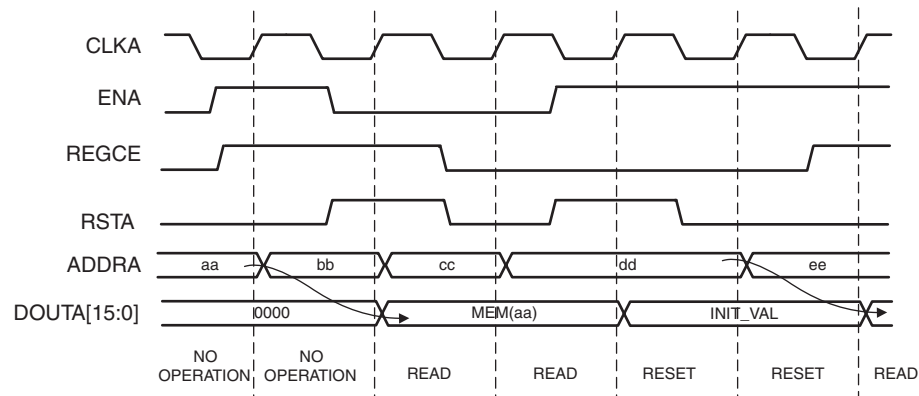 CLKA
ENA
REGCE
RSTA
ADDRA aa bb cc dd ee
DOUTA[15:0] 0000 MEM(aa) INIT_VAL
NO OPERATION NO OPERATION READ READ RESET RESET READ